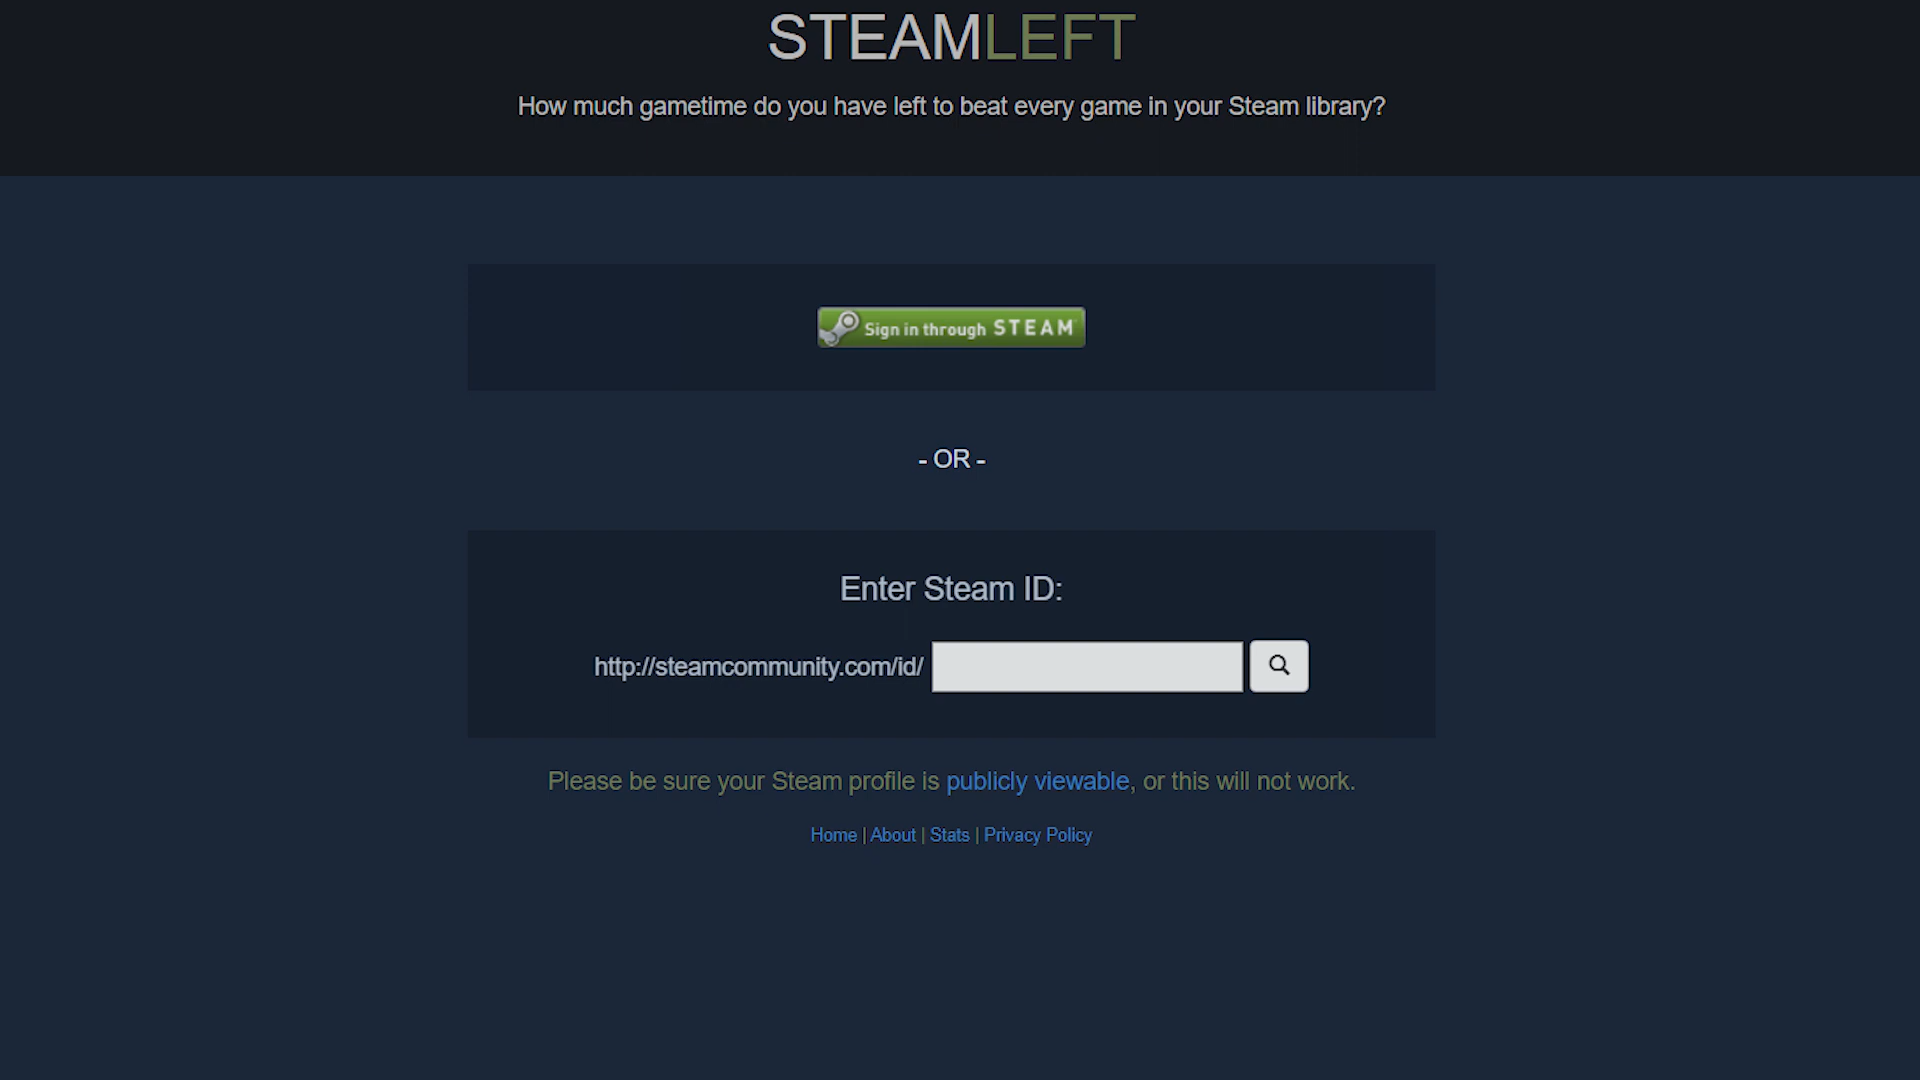 STEAMLEFT
How much gametime do you have left to beat every game in your Steam library?
Sign in through STEAM
- OR -
Enter Steam ID:
http://steamcommunity.com/id/
Please be sure your Steam profile is publicly viewable, or this will not work.
Home | About | Stats | Privacy Policy